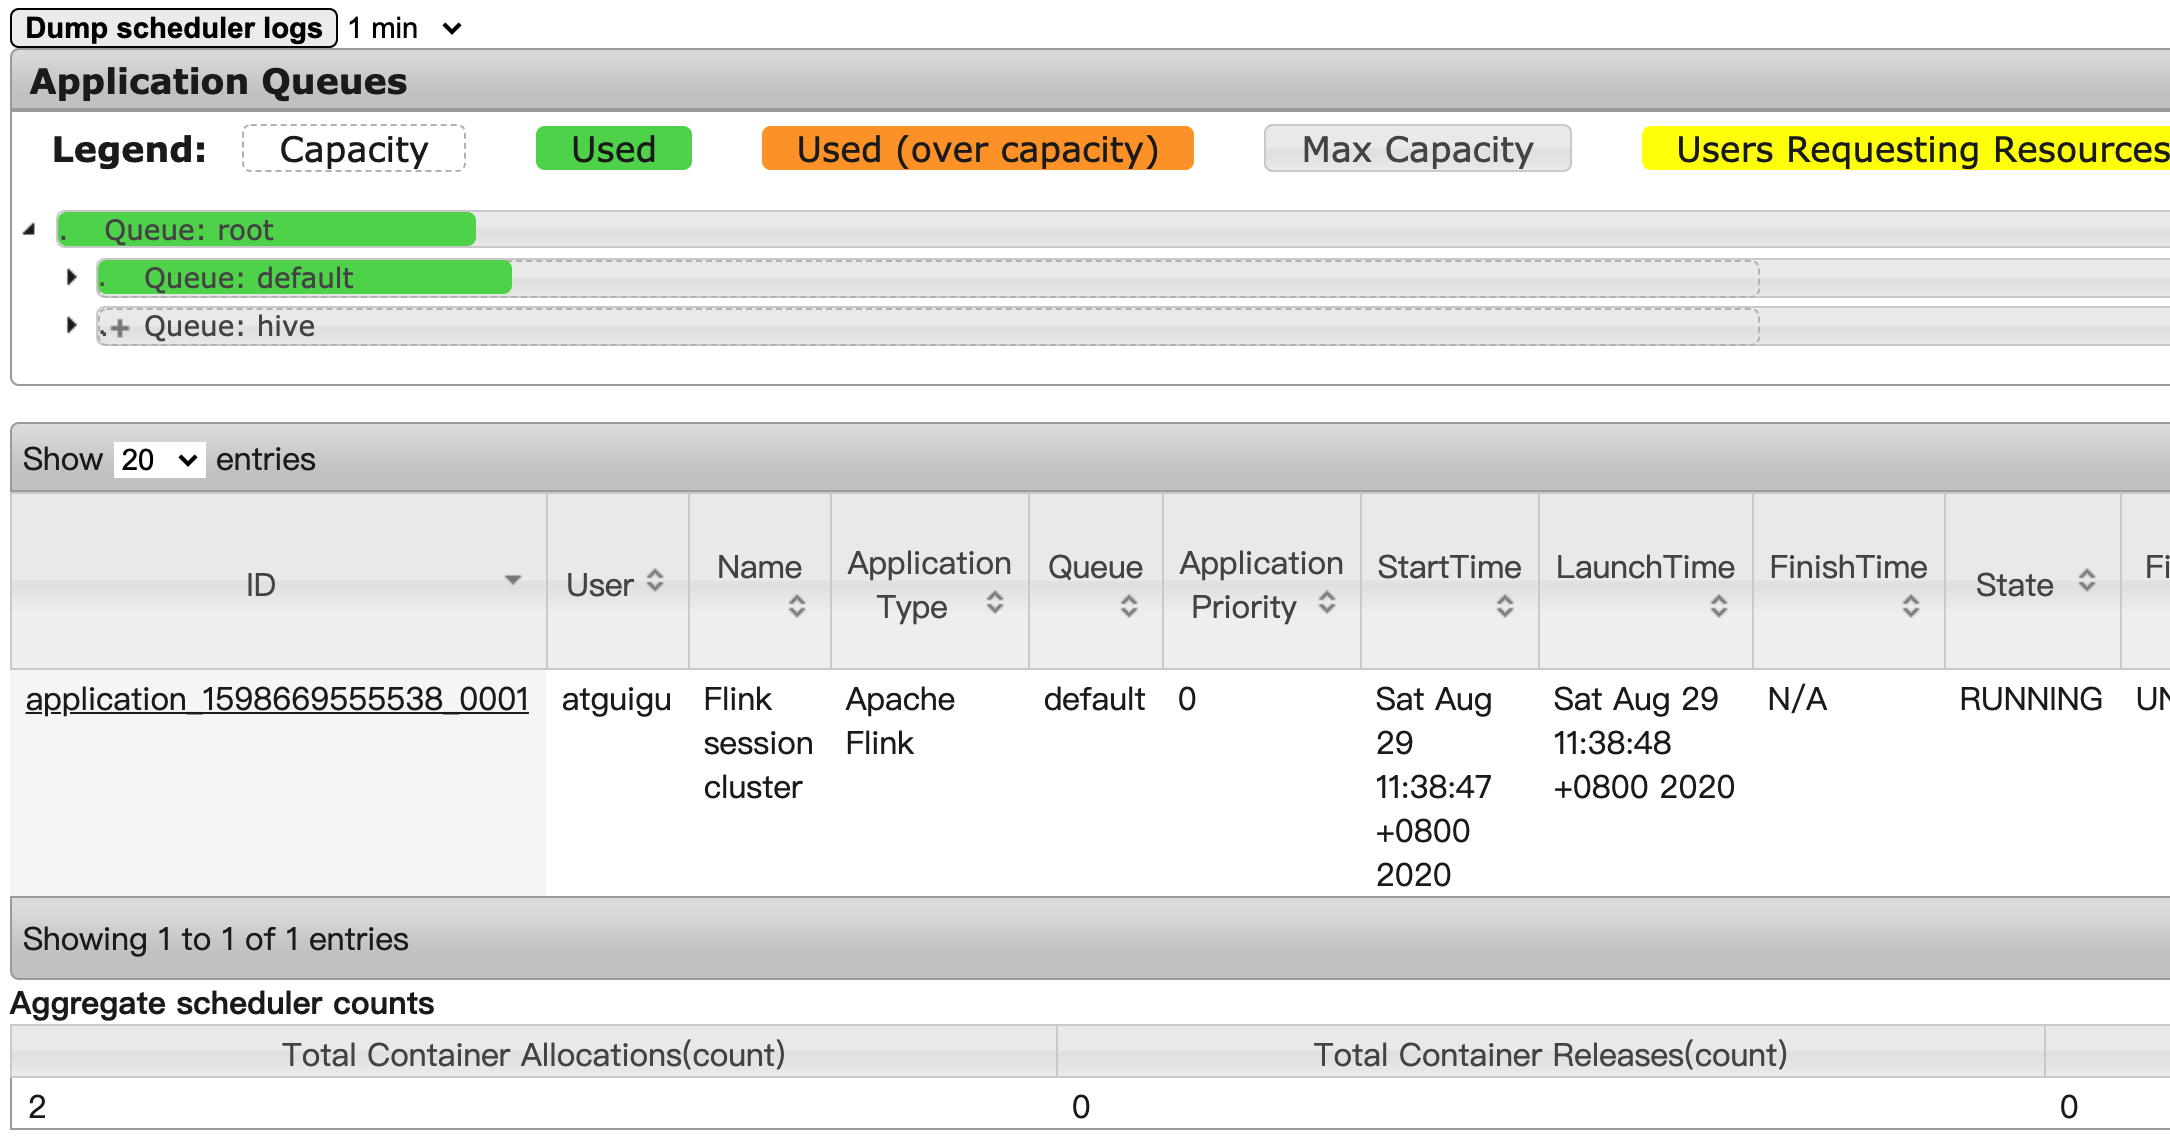 Dump scheduler logs 1 min
Application Queues
Legend: Capacity Used Used (over capacity) Max Capacity Users Requesting Resources
. Queue: root
. Queue: default
.+ Queue: hive
Show 20 entries
ID User Name Application Type Queue Application Priority StartTime LaunchTime FinishTime State Fi
application_1598669555538_0001 atguigu Flink session cluster Apache Flink default 0 Sat Aug 29 11:38:47 +0800 2020 Sat Aug 29 11:38:48 +0800 2020 N/A RUNNING UN
Showing 1 to 1 of 1 entries
Aggregate scheduler counts
Total Container Allocations(count) Total Container Releases(count)
2 0 0